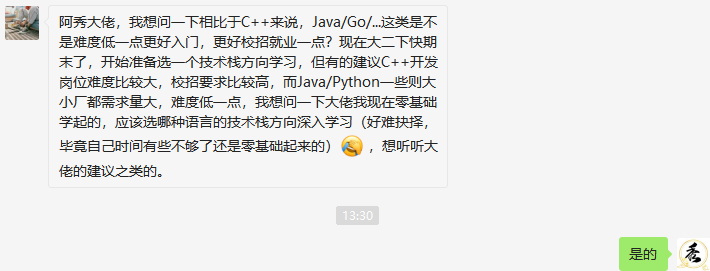 阿秀大佬，我想问一下相比于C++来说，Java/Go/...这类是不
是难度低一点更好入门，更好校招就业一点？现在大二下快期
末了，开始准备选一个技术栈方向学习，但有的建议C++开发
岗位难度比较大，校招要求比较高，而Java/Python一些则大
小厂都需求量大，难度低一点，我想问一下大佬我现在零基础
学起的，应该选哪种语言的技术栈方向深入学习（好难抉择，
毕竟自己时间有些不够了还是零基础起来的），想听听大
佬的建议之类的。
13:30
是的
秀